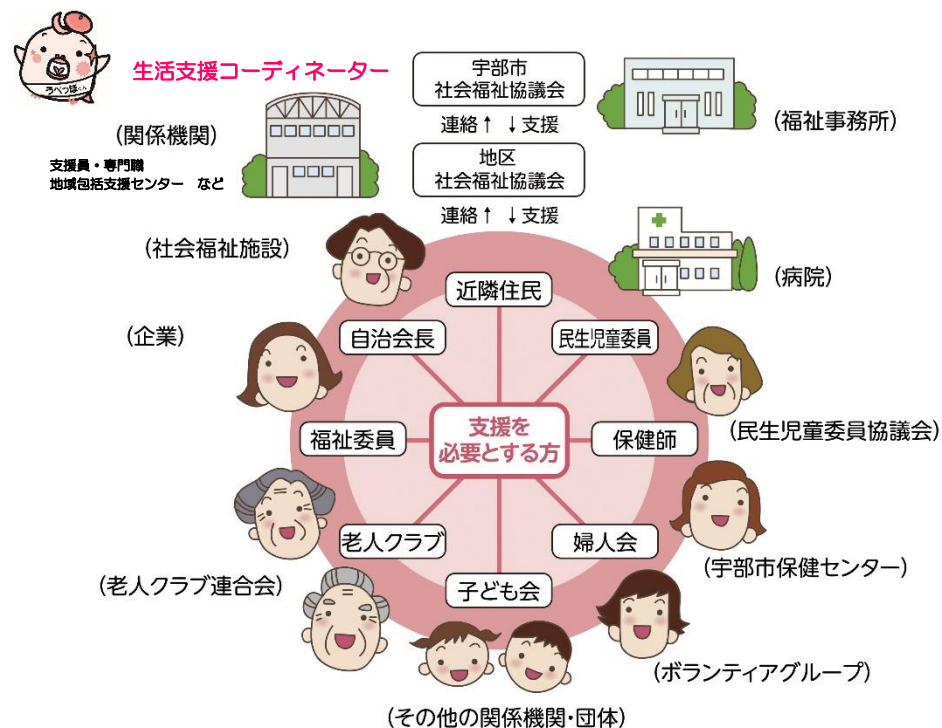 うべっぽくん
生活支援コーディネーター
宇部市
社会福祉協議会
連絡↑ ↓支援
地区
社会福祉協議会
連絡↑ ↓支援
(関係機関)
支援員・専門職
地域包括支援センター など
(福祉事務所)
(社会福祉施設)
(病院)
(企業)
近隣住民
自治会長
民生児童委員
福祉委員
支援を
必要とする方
保健師
(民生児童委員協議会)
老人クラブ
婦人会
子ども会
(老人クラブ連合会)
(宇部市保健センター)
(ボランティアグループ)
(その他の関係機関・団体)